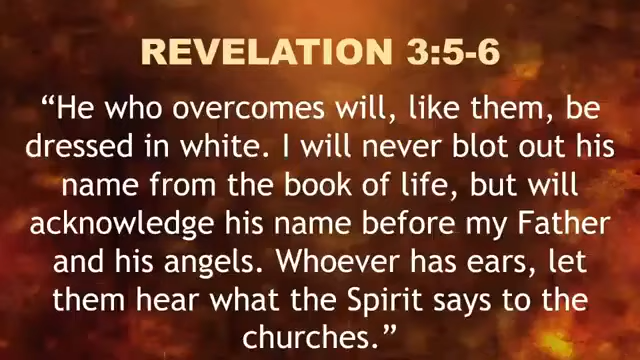 REVELATION 3:5-6
“He who overcomes will, like them, be
dressed in white. I will never blot out his
name from the book of life, but will
acknowledge his name before my Father
and his angels. Whoever has ears, let
them hear what the Spirit says to the
churches.”